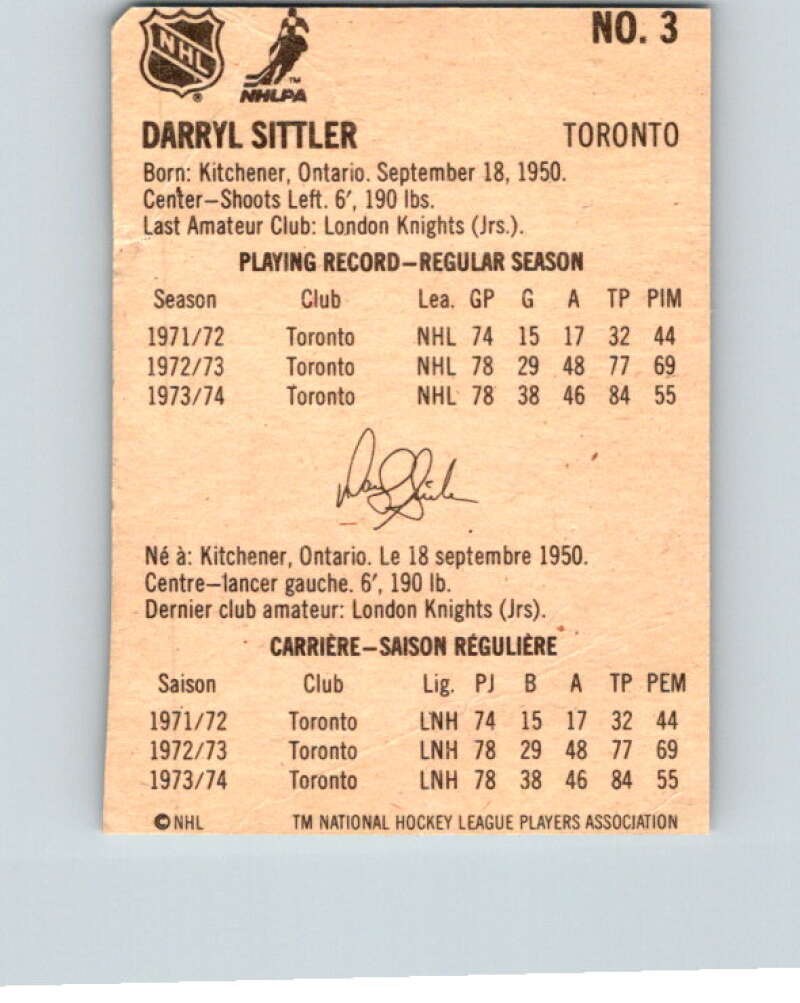 NHL
NHLPA
NO. 3
DARRYL SITTLER TORONTO
Born: Kitchener, Ontario. September 18, 1950.
Center—Shoots Left. 6′, 190 lbs.
Last Amateur Club: London Knights (Jrs.).
PLAYING RECORD—REGULAR SEASON
Season Club Lea. GP G A TP PIM
1971/72 Toronto NHL 74 15 17 32 44
1972/73 Toronto NHL 78 29 48 77 69
1973/74 Toronto NHL 78 38 46 84 55
Darryl Sittler
Né à: Kitchener, Ontario. Le 18 septembre 1950.
Centre—lancer gauche. 6′, 190 lb.
Dernier club amateur: London Knights (Jrs).
CARRIÈRE—SAISON RÉGULIÈRE
Saison Club Lig. PJ B A TP PEM
1971/72 Toronto LNH 74 15 17 32 44
1972/73 Toronto LNH 78 29 48 77 69
1973/74 Toronto LNH 78 38 46 84 55
© NHL TM NATIONAL HOCKEY LEAGUE PLAYERS ASSOCIATION